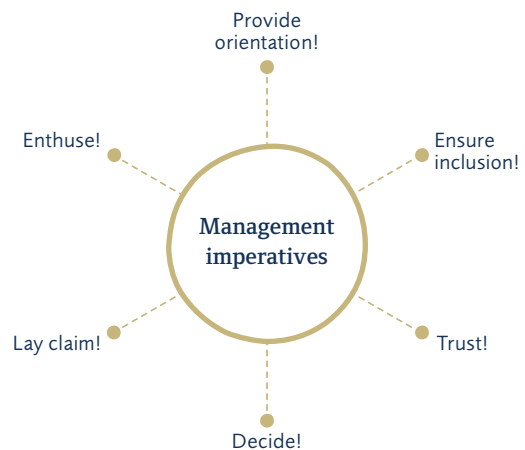 Provide
orientation!
Enthuse!
Ensure
inclusion!
Management
imperatives
Lay claim!
Trust!
Decide!